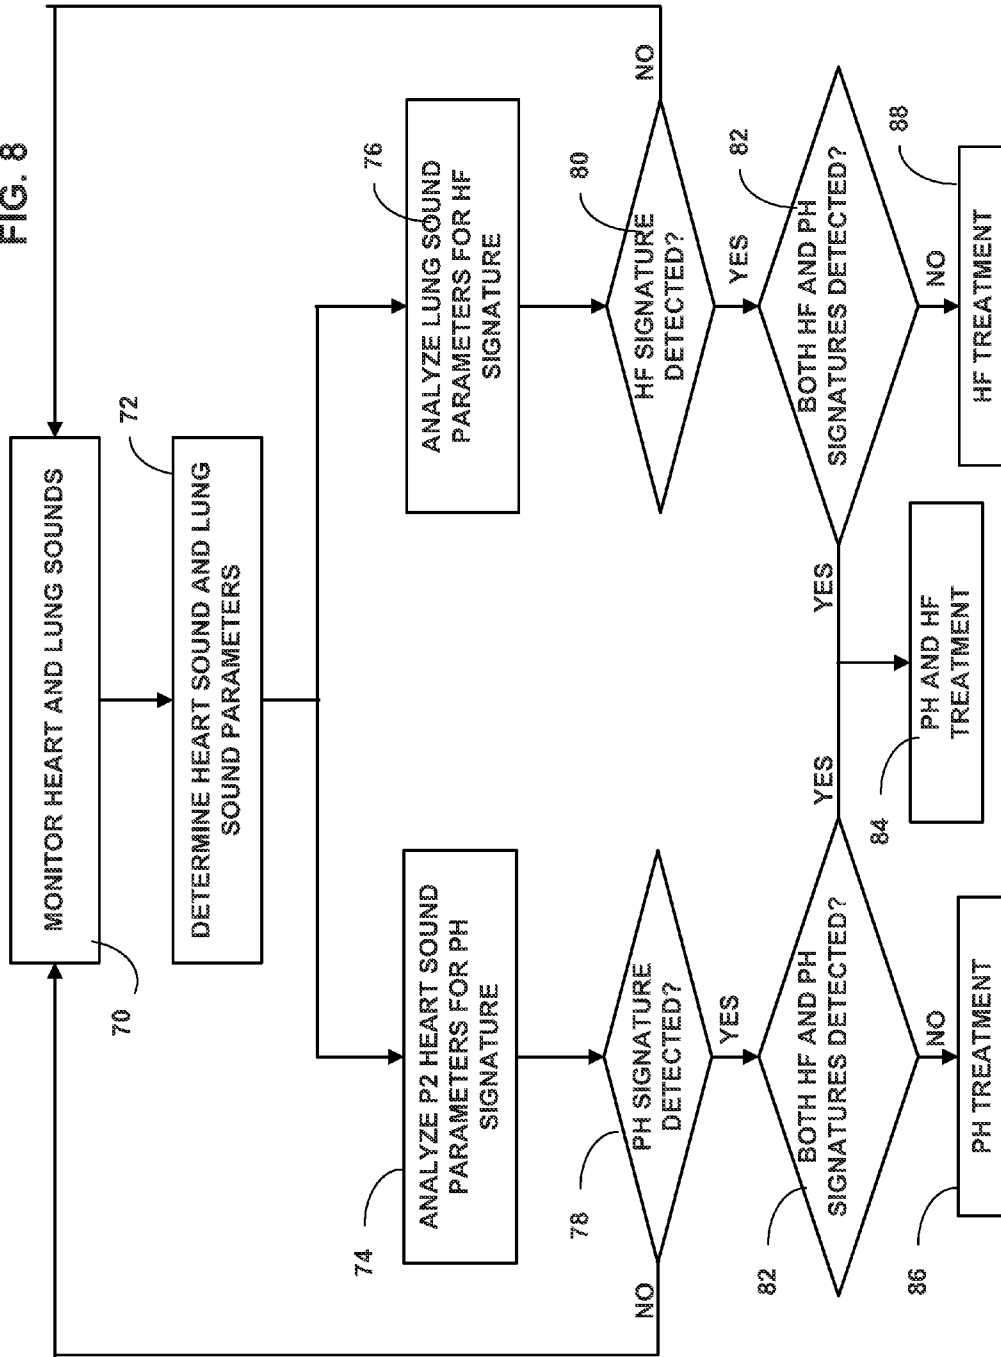 FIG. 8
MONITOR HEART AND LUNG SOUNDS
70
72
DETERMINE HEART SOUND AND LUNG
SOUND PARAMETERS
74
ANALYZE P2 HEART SOUND
PARAMETERS FOR PH
SIGNATURE
76
ANALYZE LUNG SOUND
PARAMETERS FOR HF
SIGNATURE
NO
78
PH SIGNATURE
DETECTED?
YES
80
HF SIGNATURE
DETECTED?
NO
YES
82
BOTH HF AND PH
SIGNATURES DETECTED?
YES
NO
82
BOTH HF AND PH
SIGNATURES DETECTED?
YES
NO
84
PH AND HF
TREATMENT
86
PH TREATMENT
88
HF TREATMENT